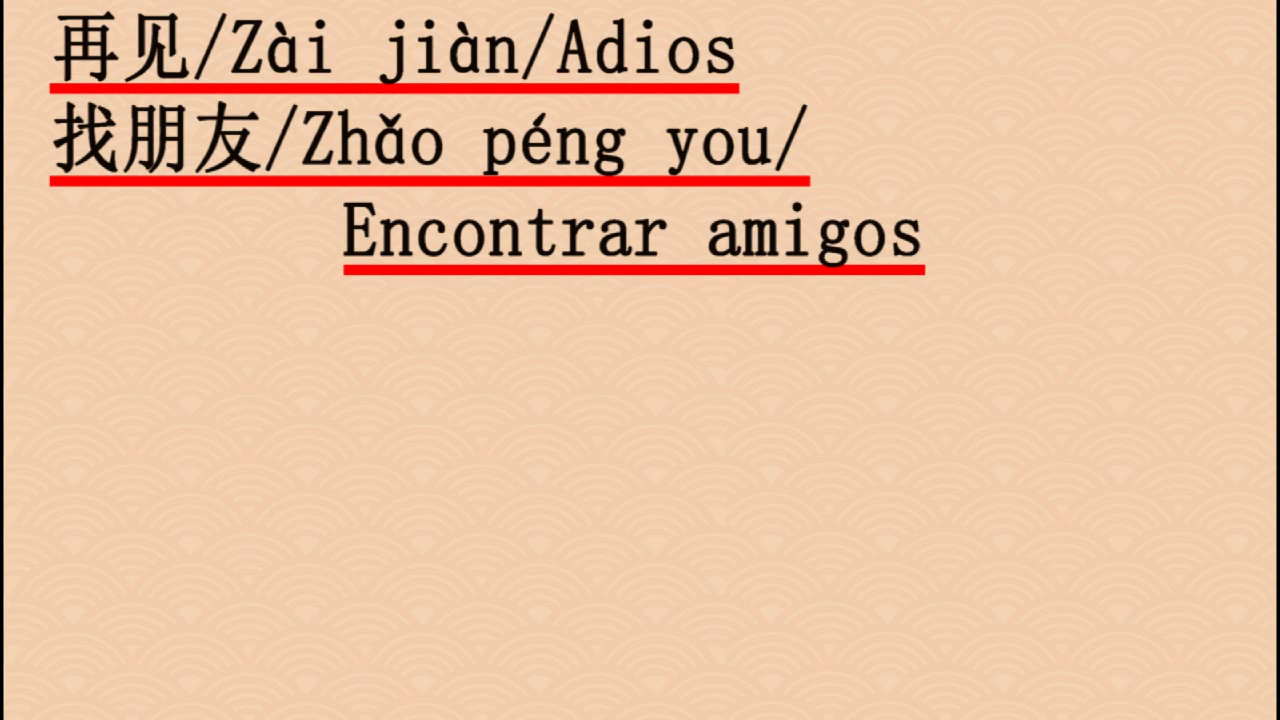 再见/Zài jiàn/Adios
找朋友/Zhǎo péng you/
Encontrar amigos